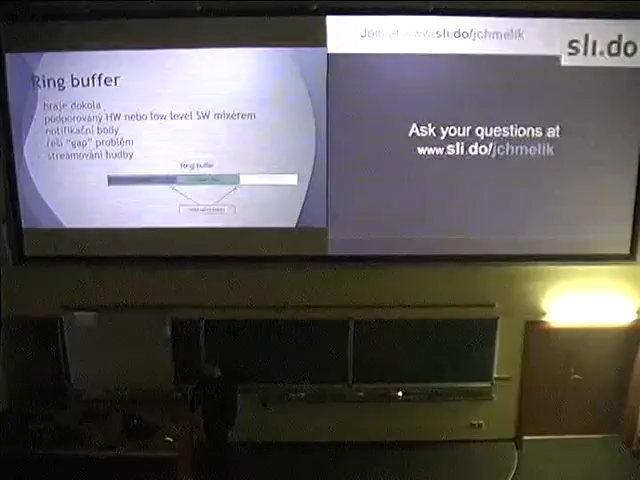 Ring buffer
hraje dokola
podporovaný HW nebo low level SW mixérem
notifikační body
řeší "gap" problém
streamování hudby
Ring buffer
Join at www.sli.do/jchmelik
sli.do
Ask your questions at
www.sli.do/jchmelik